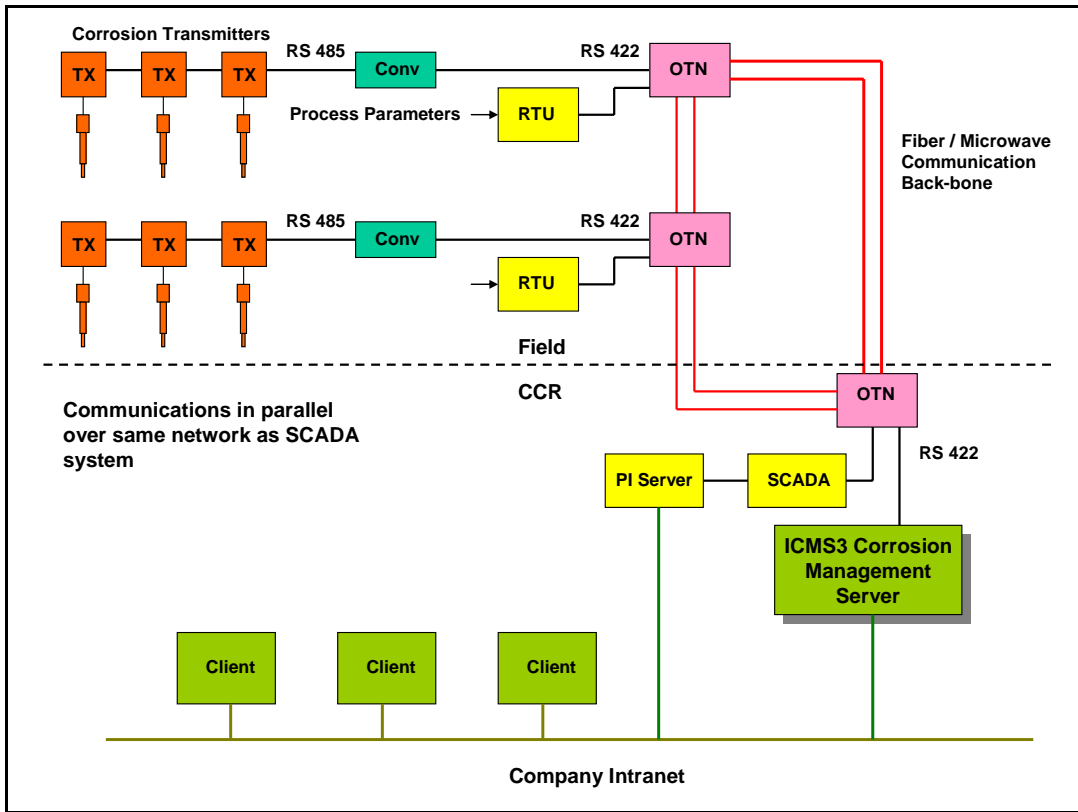 Corrosion Transmitters
TX
TX
TX
RS 485
Conv
RS 422
OTN
Process Parameters
RTU
Fiber / Microwave
Communication
Back-bone
TX
TX
TX
RS 485
Conv
RS 422
OTN
RTU
Field
CCR
OTN
Communications in parallel
over same network as SCADA
system
RS 422
PI Server
SCADA
ICMS3 Corrosion
Management
Server
Client
Client
Client
Company Intranet